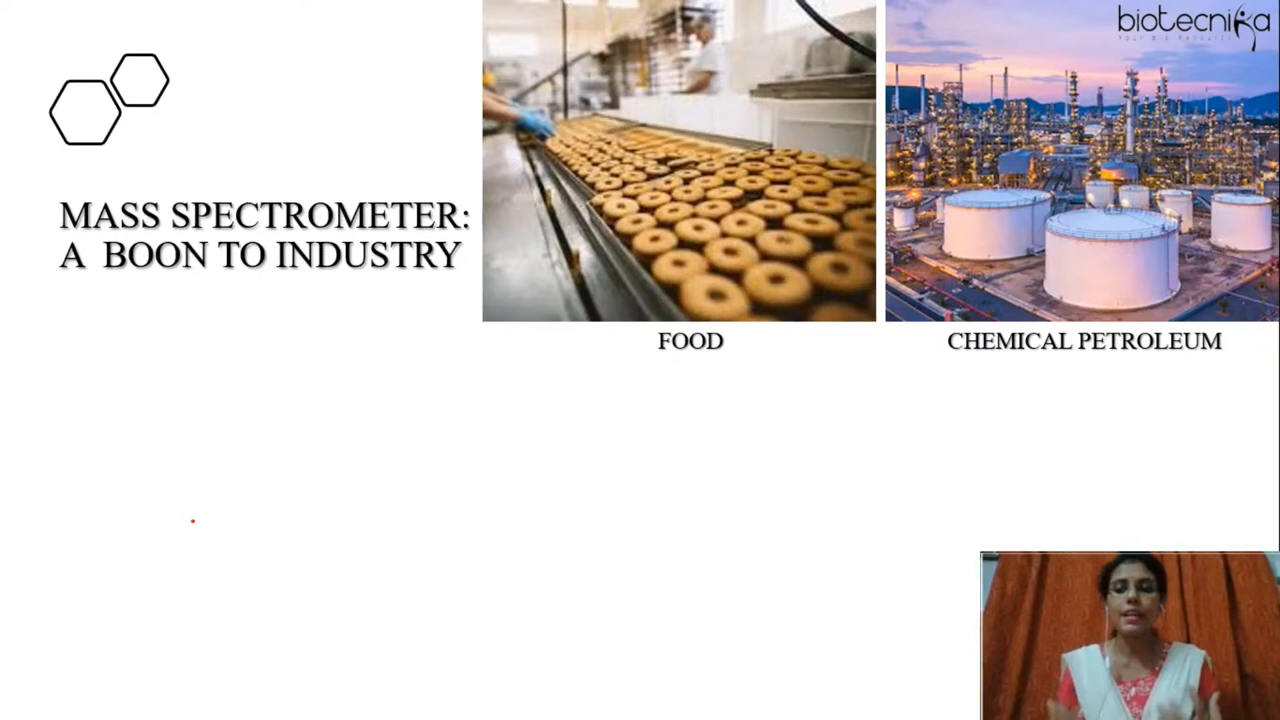 MASS SPECTROMETER:
A BOON TO INDUSTRY
biotecnika
FOOD
CHEMICAL PETROLEUM